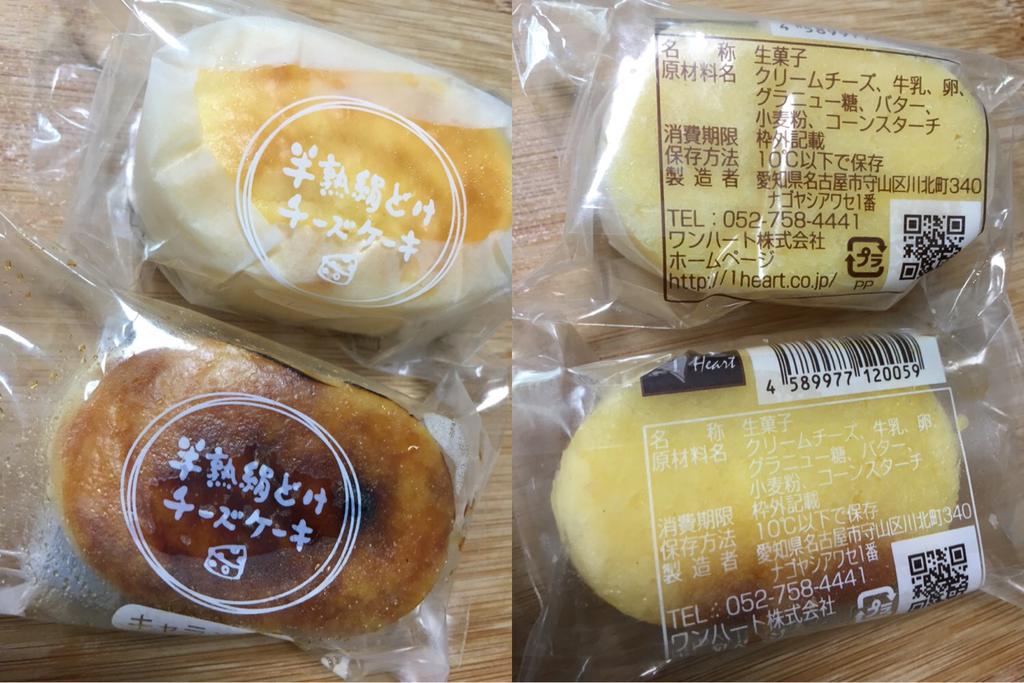 半熟絹どけ
チーズケーキ
半熟絹どけ
チーズケーキ
キャラ
4 589977
名称 生菓子
原材料名 クリームチーズ、牛乳、卵、
グラニュー糖、バター、
小麦粉、コーンスターチ
消費期限 枠外記載
保存方法 10℃以下で保存
製造者 愛知県名古屋市守山区川北町340
ナゴヤシアワセ1番
TEL：052-758-4441
ワンハート株式会社
ホームページ
http://1heart.co.jp/
プラ
PP
Heart
4 589977 120059
名称 生菓子
原材料名 クリームチーズ、牛乳、卵、
グラニュー糖、バター、
小麦粉、コーンスターチ
消費期限 枠外記載
保存方法 10℃以下で保存
製造者 愛知県名古屋市守山区川北町340
ナゴヤシアワセ1番
TEL：052-758-4441
ワンハート株式会社
プラ